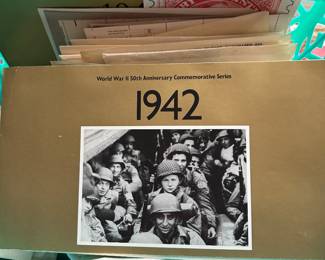 World War II 50th Anniversary Commemorative Series
1942